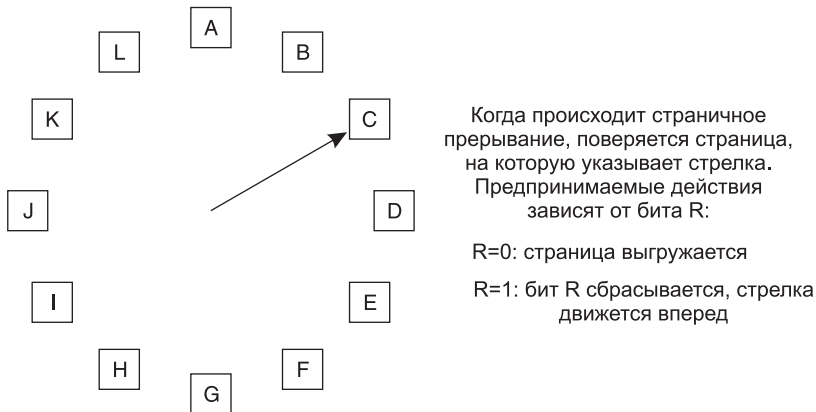 A
L
B
K
C
J
D
I
E
H
F
G
Когда происходит страничное
прерывание, поверяется страница,
на которую указывает стрелка.
Предпринимаемые действия
зависят от бита R:
R=0: страница выгружается
R=1: бит R сбрасывается, стрелка
движется вперед